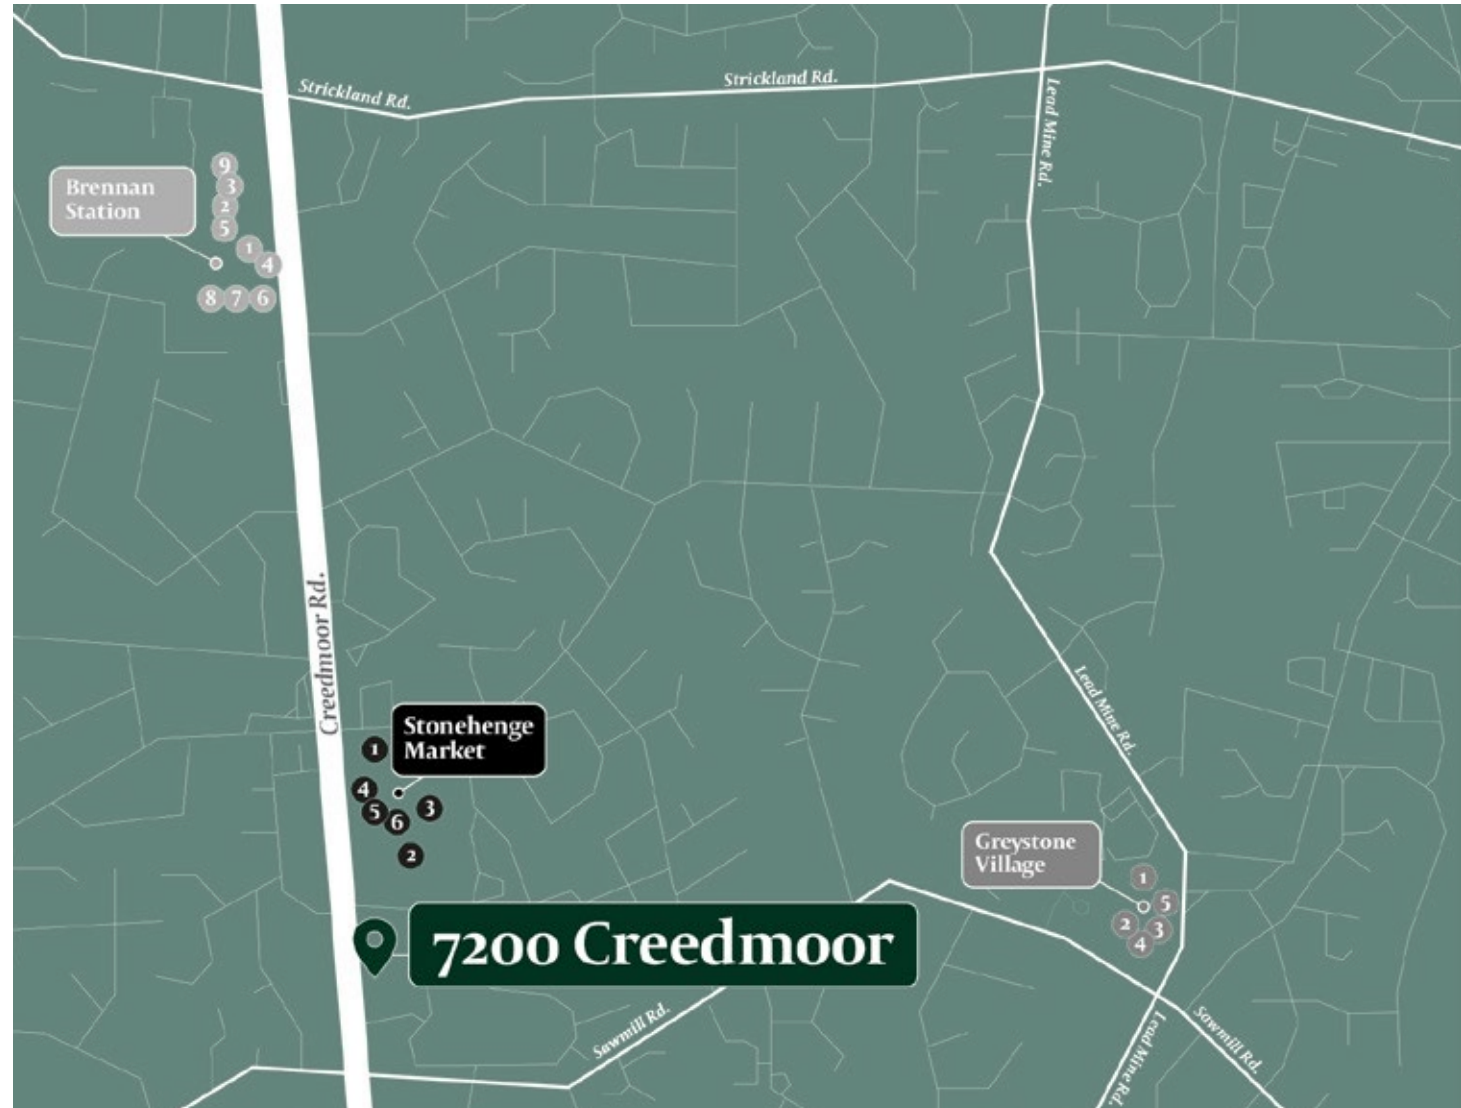 Strickland Rd.
Strickland Rd.
Lead Mine Rd.
Brennan
Station
9
3
2
5
1
4
8 7 6
Creedmoor Rd.
Stonehenge
Market
1
4
5
6
3
2
Lead Mine Rd.
Greystone
Village
1
5
2
3
4
7200 Creedmoor
Sawmill Rd.
Lead Mine Rd.
Sawmill Rd.